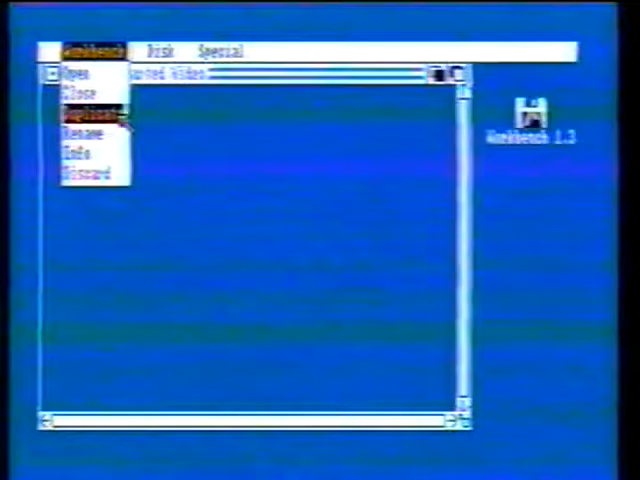 Workbench Disk Special
Open
Close
Duplicate
Rename
Info
Discard
Workbench 1.3